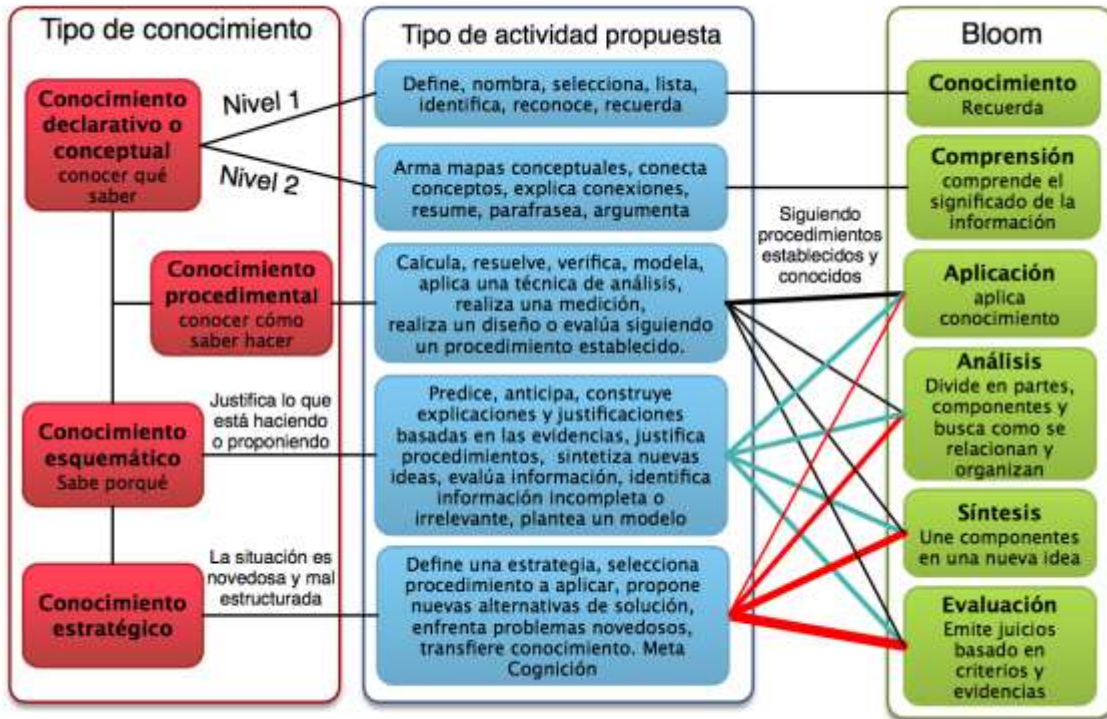 Tipo de conocimiento
Conocimiento
declarativo o
conceptual
conocer qué
saber
Nivel 1
Nivel 2
Conocimiento
procedimental
conocer cómo
saber hacer
Justifica lo que
está haciendo
o proponiendo
Conocimiento
esquemático
Sabe porqué
La situación es
novedosa y mal
estructurada
Conocimiento
estratégico
Tipo de actividad propuesta
Define, nombra, selecciona, lista,
identifica, reconoce, recuerda
Arma mapas conceptuales, conecta
conceptos, explica conexiones,
resume, parafrasea, argumenta
Calcula, resuelve, verifica, modela,
aplica una técnica de análisis,
realiza una medición,
realiza un diseño o evalúa siguiendo
un procedimiento establecido.
Predice, anticipa, construye
explicaciones y justificaciones
basadas en las evidencias, justifica
procedimientos, sintetiza nuevas
ideas, evalúa información, identifica
información incompleta o
irrelevante, plantea un modelo
Define una estrategia, selecciona
procedimiento a aplicar, propone
nuevas alternativas de solución,
enfrenta problemas novedosos,
transfiere conocimiento. Meta
Cognición
Siguiendo
procedimientos
establecidos y
conocidos
Bloom
Conocimiento
Recuerda
Comprensión
comprende el
significado de la
información
Aplicación
aplica
conocimiento
Análisis
Divide en partes,
componentes y
busca como se
relacionan y
organizan
Síntesis
Une componentes
en una nueva idea
Evaluación
Emite juicios
basado en
criterios y
evidencias